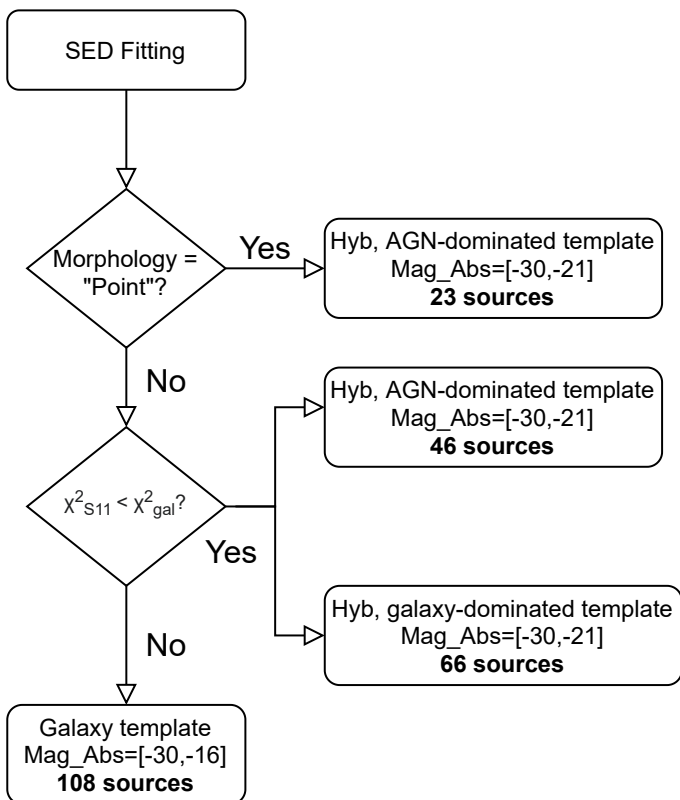 SED Fitting
Morphology =
"Point"?
Yes
Hyb, AGN-dominated template
Mag_Abs=[-30,-21]
23 sources
No
Hyb, AGN-dominated template
Mag_Abs=[-30,-21]
46 sources
χ²S11 < χ²gal?
Yes
Hyb, galaxy-dominated template
Mag_Abs=[-30,-21]
66 sources
No
Galaxy template
Mag_Abs=[-30,-16]
108 sources